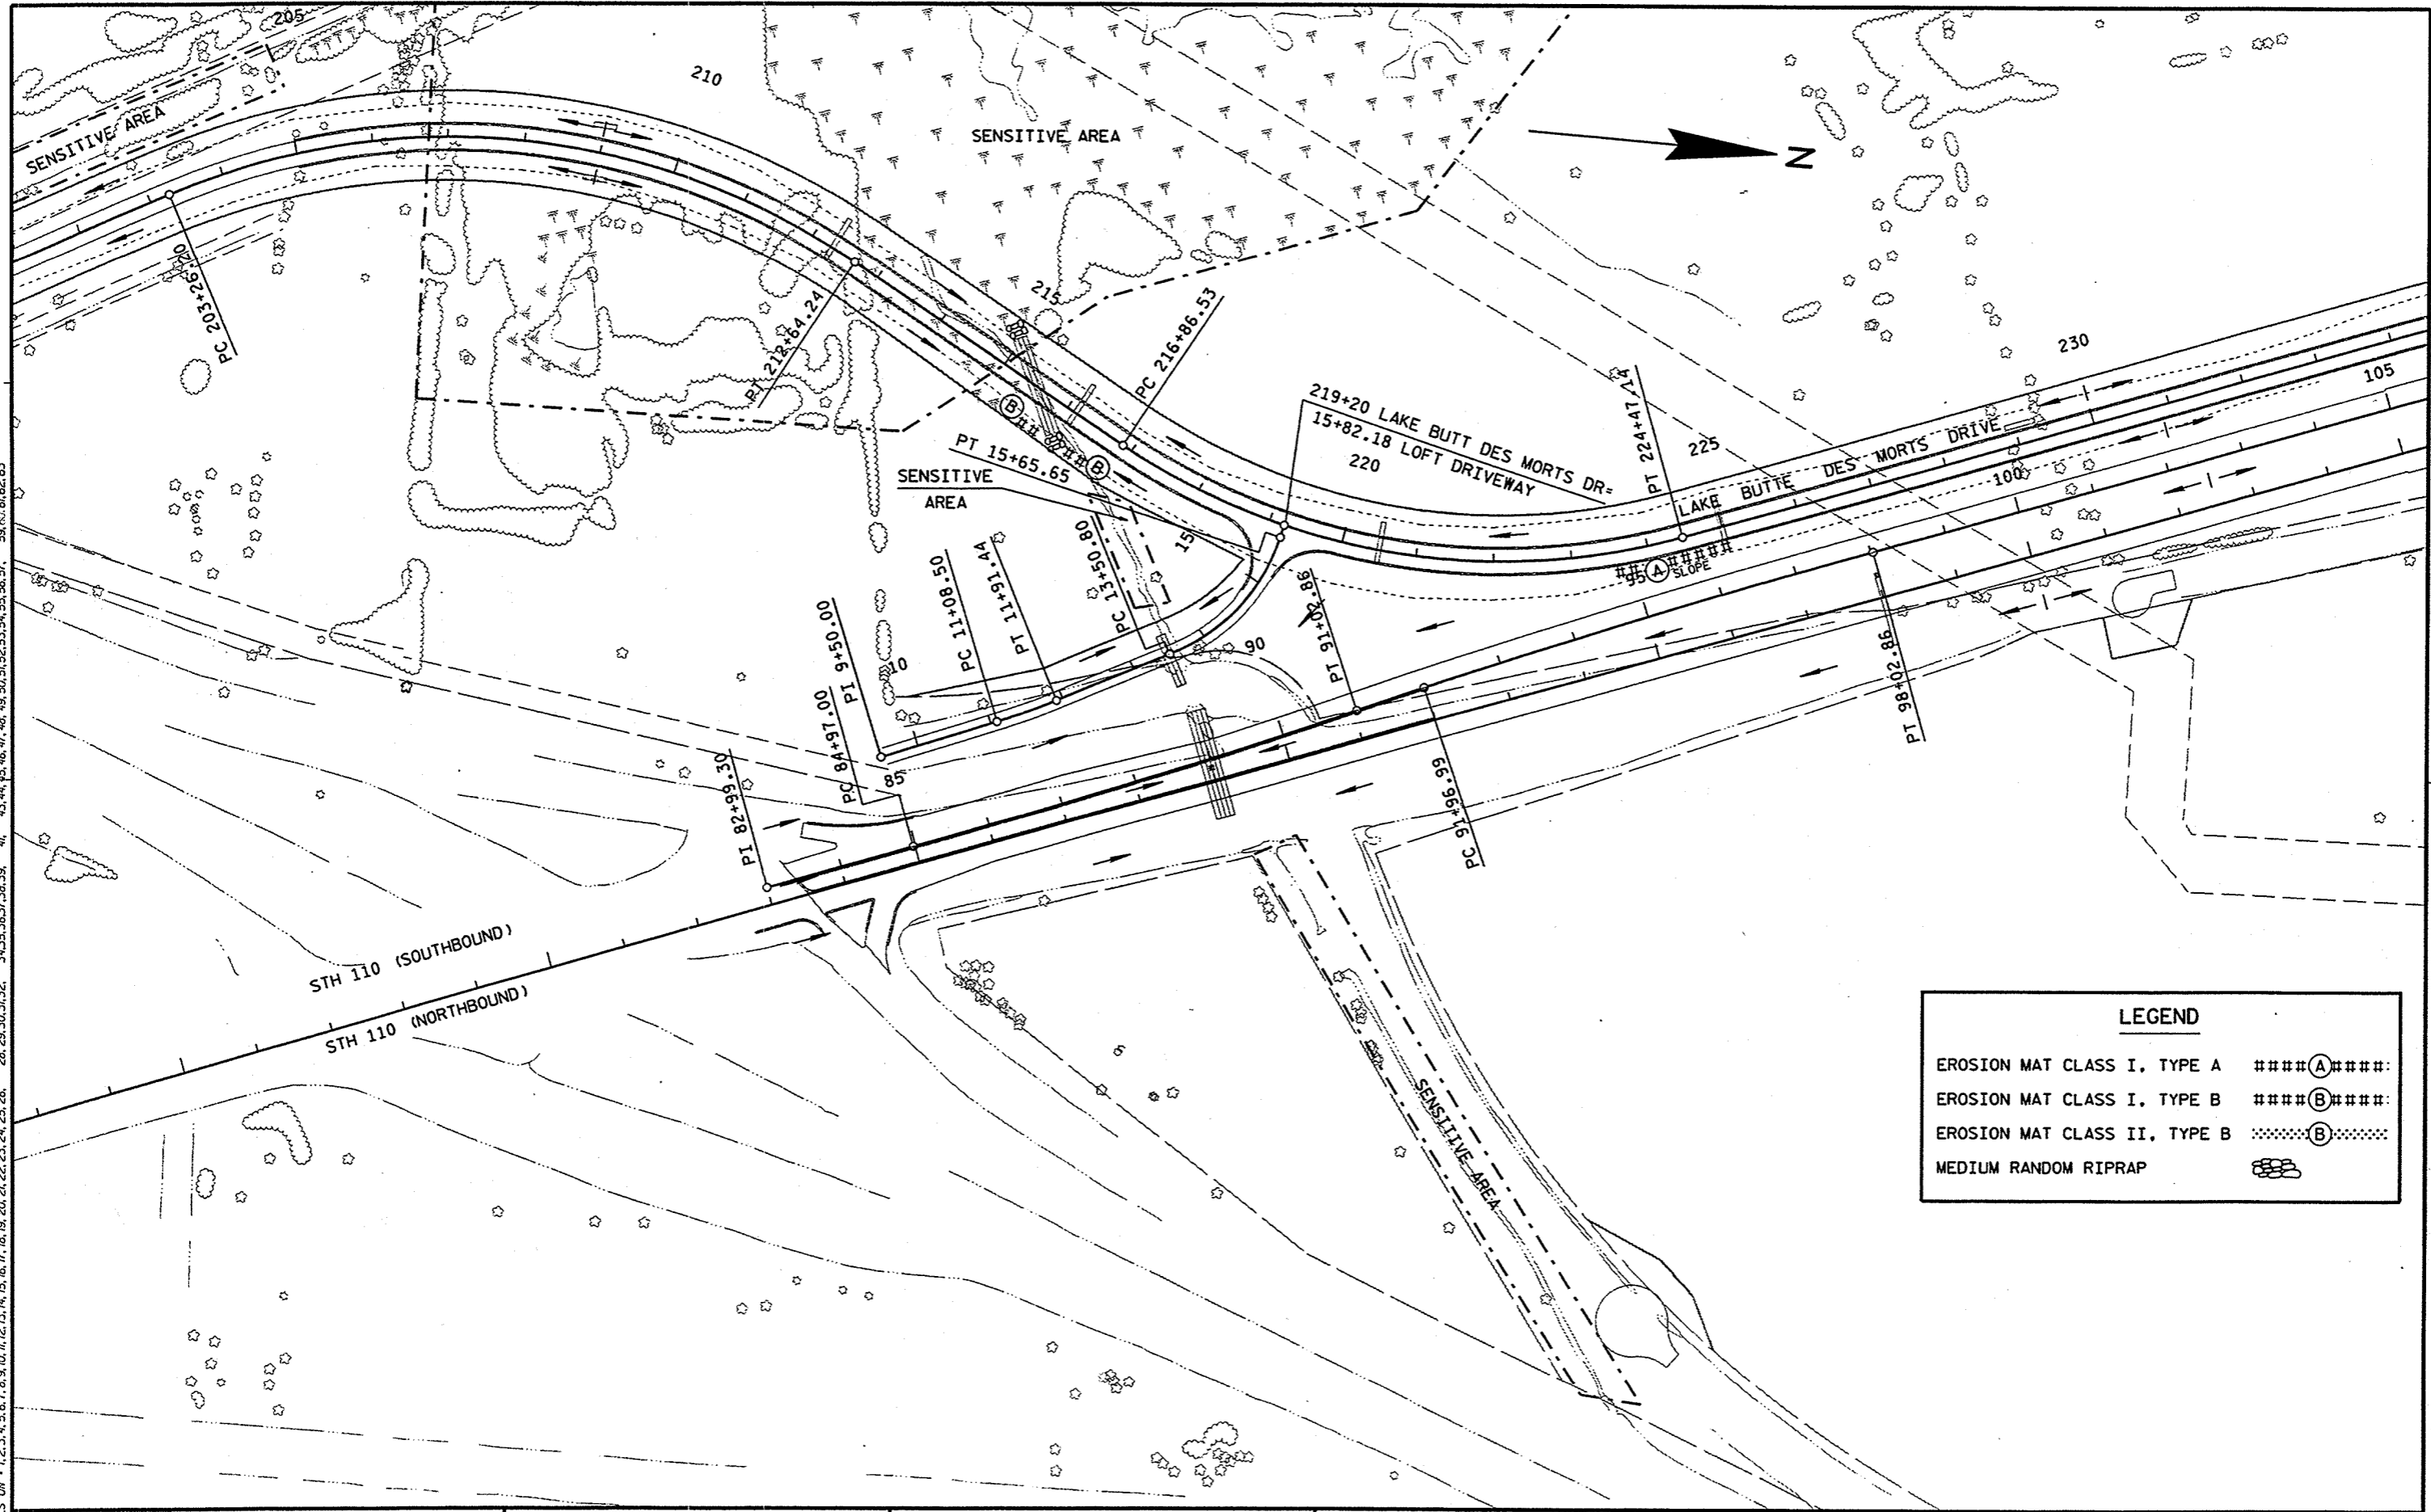 205
210
SENSITIVE AREA
SENSITIVE AREA
N
PC 203+26.20
PT 212+64.24
215
PC 216+86.53
230
105
219+20 LAKE BUTT DES MORTS DR=
15+82.18 LOFT DRIVEWAY
220
PT 224+47.14
225
LAKE BUTTE DES MORTS DRIVE
100
B
B
PT 15+65.65
SENSITIVE
AREA
15
95
A
SLOPE
PC 13+50.80
PT 11+91.44
PC 11+08.50
PI 9+50.00
10
90
PT 91+02.86
PC 84+97.00
85
PI 82+99.30
PC 91+96.99
PT 98+02.86
STH 110 (SOUTHBOUND)
STH 110 (NORTHBOUND)
SENSITIVE AREA
LEGEND
EROSION MAT CLASS I, TYPE A ####A####
EROSION MAT CLASS I, TYPE B ####B####
EROSION MAT CLASS II, TYPE B B
MEDIUM RANDOM RIPRAP